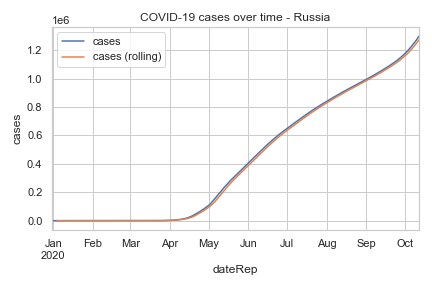 COVID-19 cases over time - Russia
1e6
cases
cases (rolling)
1.2
1.0
0.8
0.6
0.4
0.2
0.0
cases
Jan Feb Mar Apr May Jun Jul Aug Sep Oct
2020
dateRep